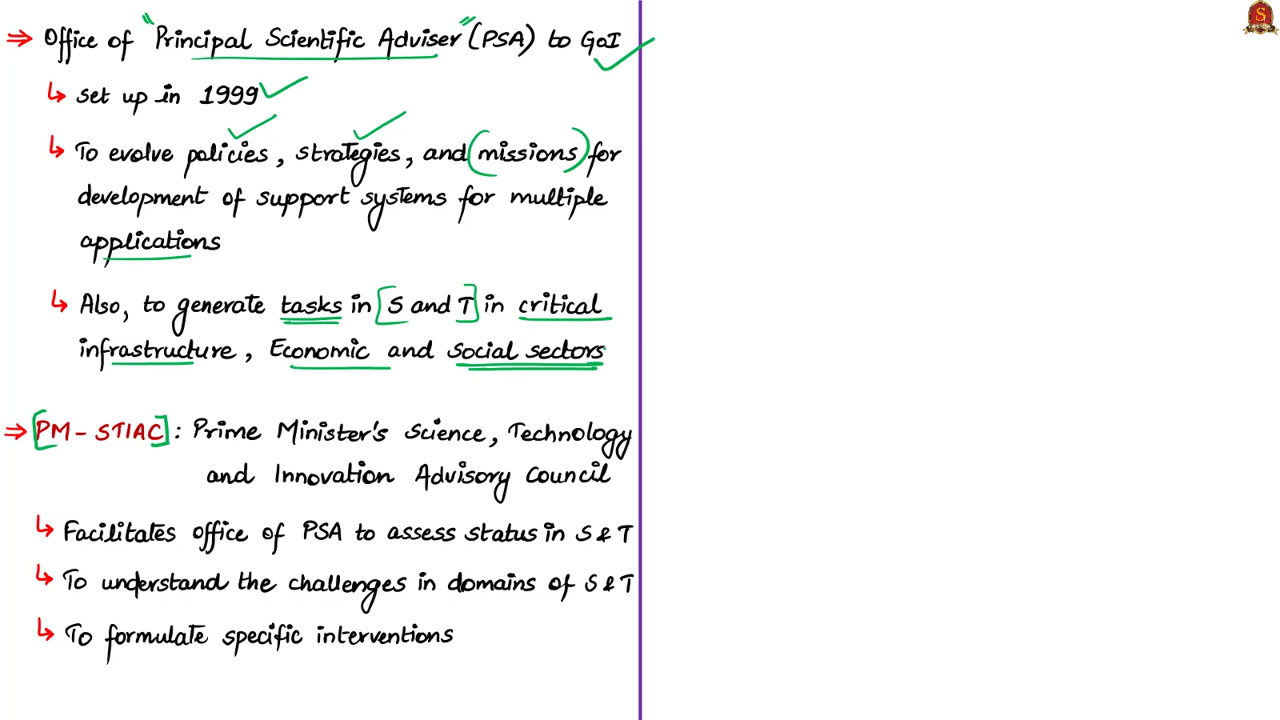 ⇒ Office of "Principal Scientific Adviser" (PSA) to GoI
↳ Set up in 1999
↳ To evolve policies, strategies, and (missions) for
development of support systems for multiple
applications
↳ Also, to generate tasks in [S and T] in critical
infrastructure, Economic and Social sectors
⇒ [PM - STIAC] : Prime Minister's Science, Technology
and Innovation Advisory Council
↳ Facilitates office of PSA to assess status in S & T
↳ To understand the challenges in domains of S & T
↳ To formulate specific interventions
S